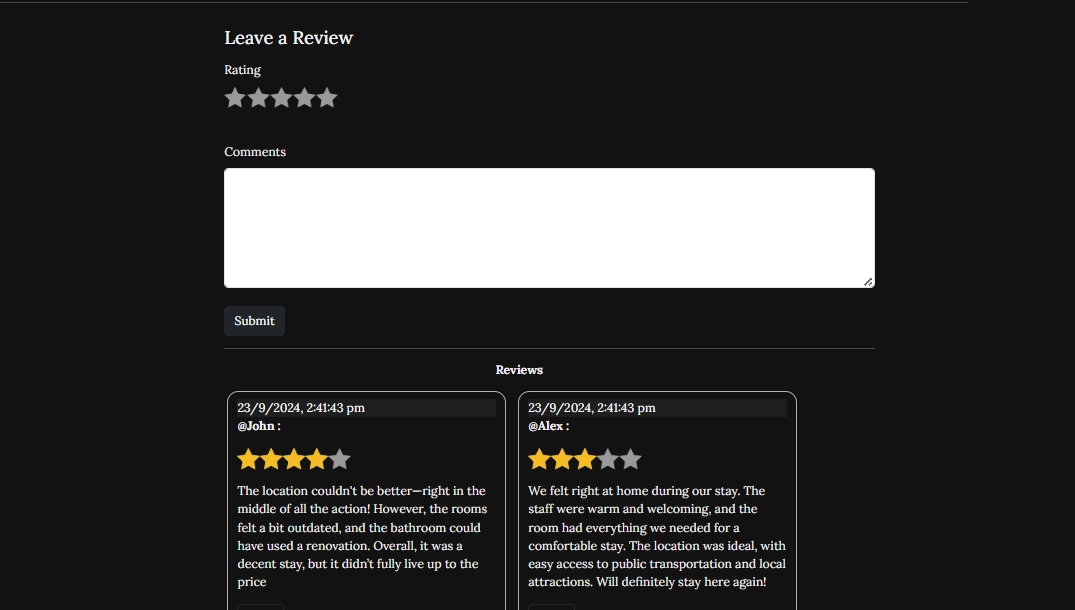 Leave a Review
Rating
Comments
Submit
Reviews
23/9/2024, 2:41:43 pm
@John :
The location couldn't be better—right in the
middle of all the action! However, the rooms
felt a bit outdated, and the bathroom could
have used a renovation. Overall, it was a
decent stay, but it didn’t fully live up to the
price
23/9/2024, 2:41:43 pm
@Alex :
We felt right at home during our stay. The
staff were warm and welcoming, and the
room had everything we needed for a
comfortable stay. The location was ideal, with
easy access to public transportation and local
attractions. Will definitely stay here again!